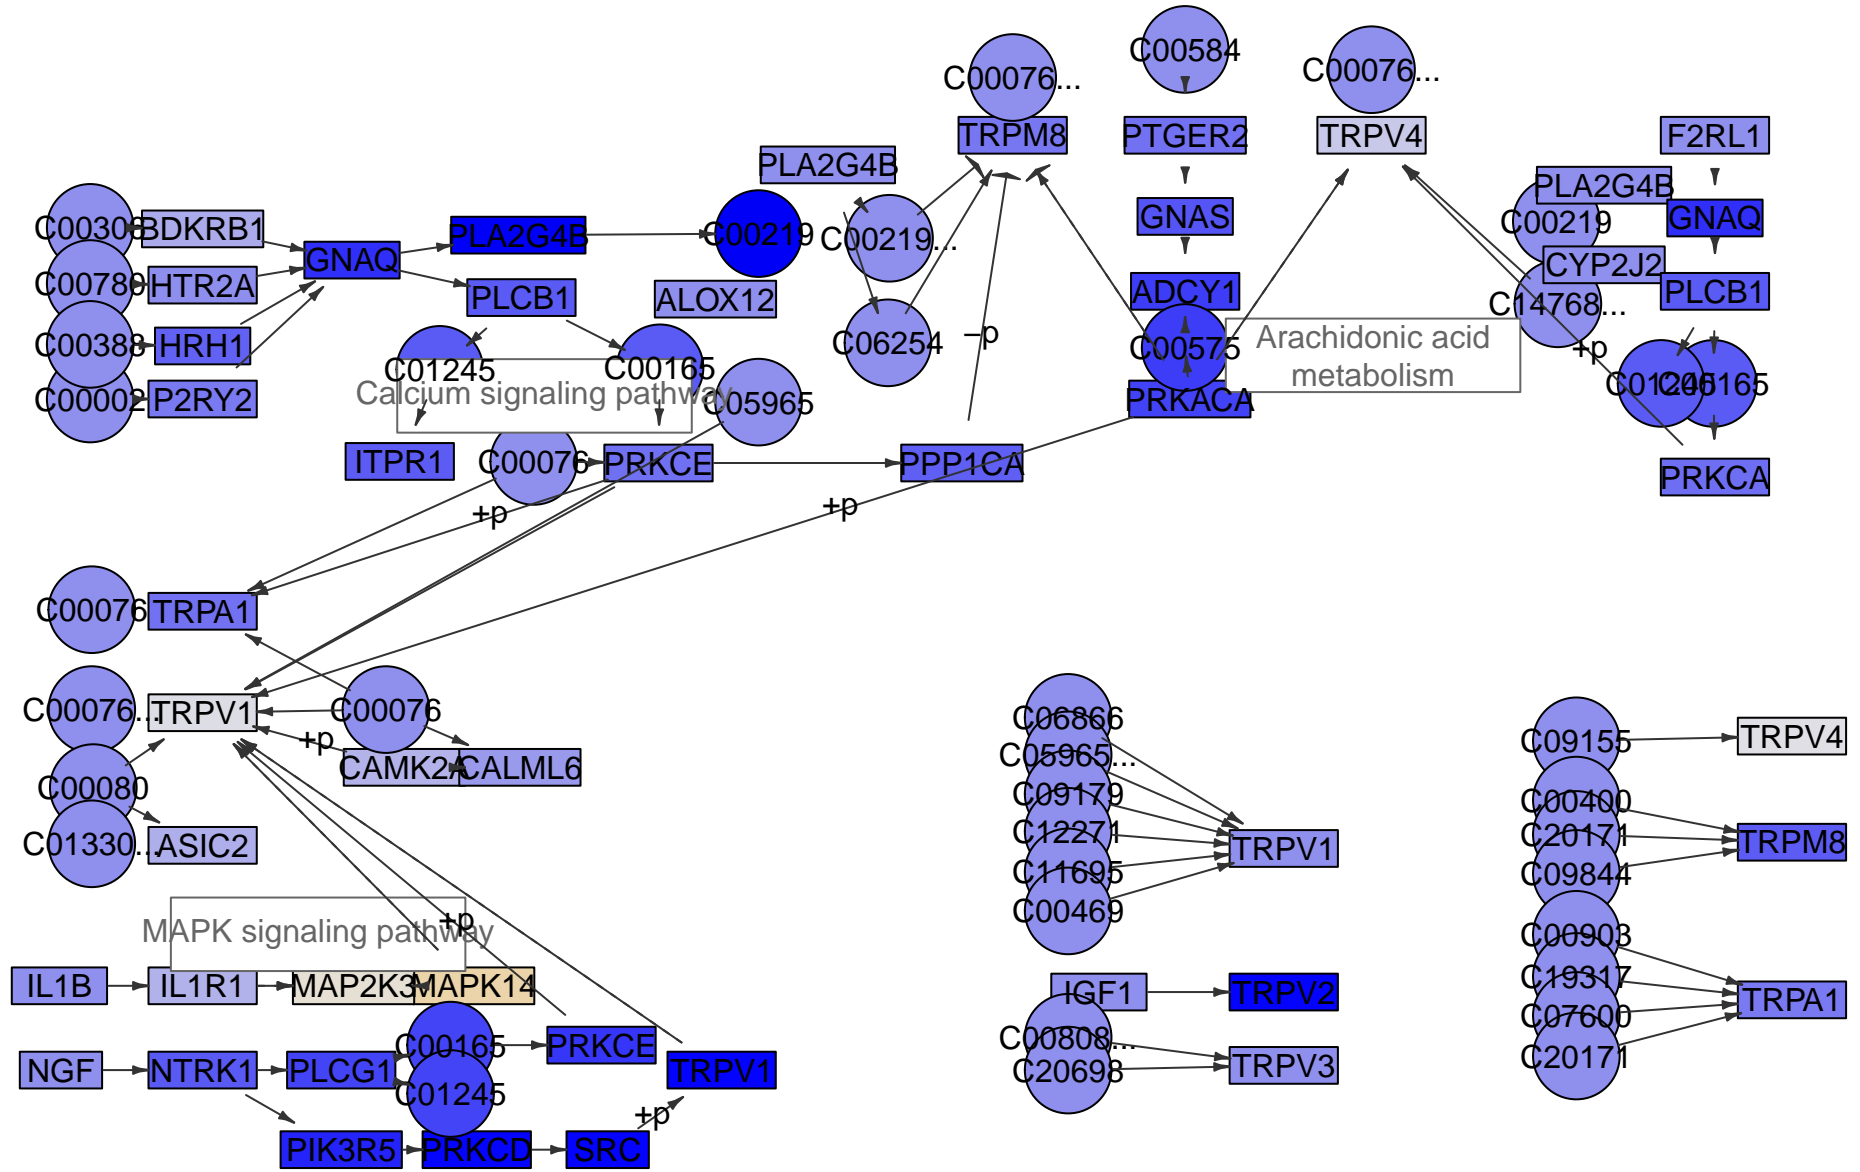 C00584
C00076...
C00076...
TRPM8
PTGER2
TRPV4
F2RL1
PLA2G4B
PLA2G4B
C00308
BDKRB1
PLA2G4B
C00219
C00219...
GNAS
C00219
GNAQ
GNAQ
C00780
HTR2A
PLCB1
ALOX12
ADCY1
CYP2J2
PLCB1
C14768...
C00388
HRH1
C01245
C00165
C06254
–p
C00575
Arachidonic acid
metabolism
+p
Calcium signaling pathway
C00002
P2RY2
C05965
PRKACA
C01245
C00165
ITPR1
C00076
PRKCE
PPP1CA
PRKCA
+p
+p
C00076
TRPA1
C00076...
TRPV1
C00076
+p
CAMK2A
CALML6
C00080
C01330...
ASIC2
C06866
C05965...
C09179
C12271
C11695
C00469
TRPV1
C09155
TRPV4
C00400
C20171
C09844
TRPM8
C00903
C19317
C07600
C20171
TRPA1
+p
MAPK signaling pathway
IL1B
IL1R1
MAP2K3
MAPK14
IGF1
TRPV2
C00808...
C20698
TRPV3
NGF
NTRK1
PLCG1
C00165
C01245
PRKCE
TRPV1
+p
PIK3R5
PRKCD
SRC